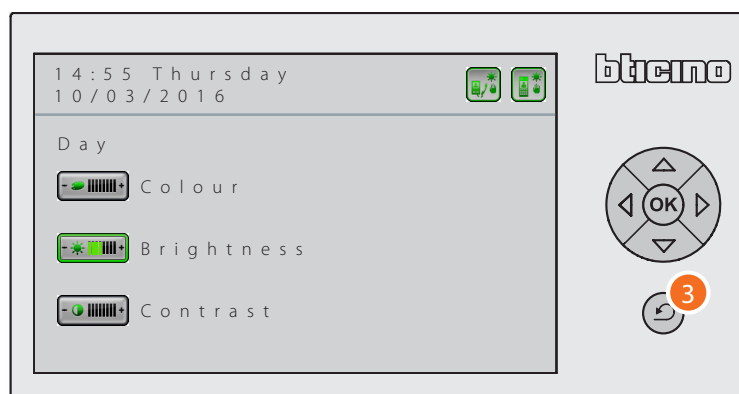 14:55 Thursday
10/03/2016
bticino
Day
- + Colour
- + Brightness
- + Contrast
OK
3